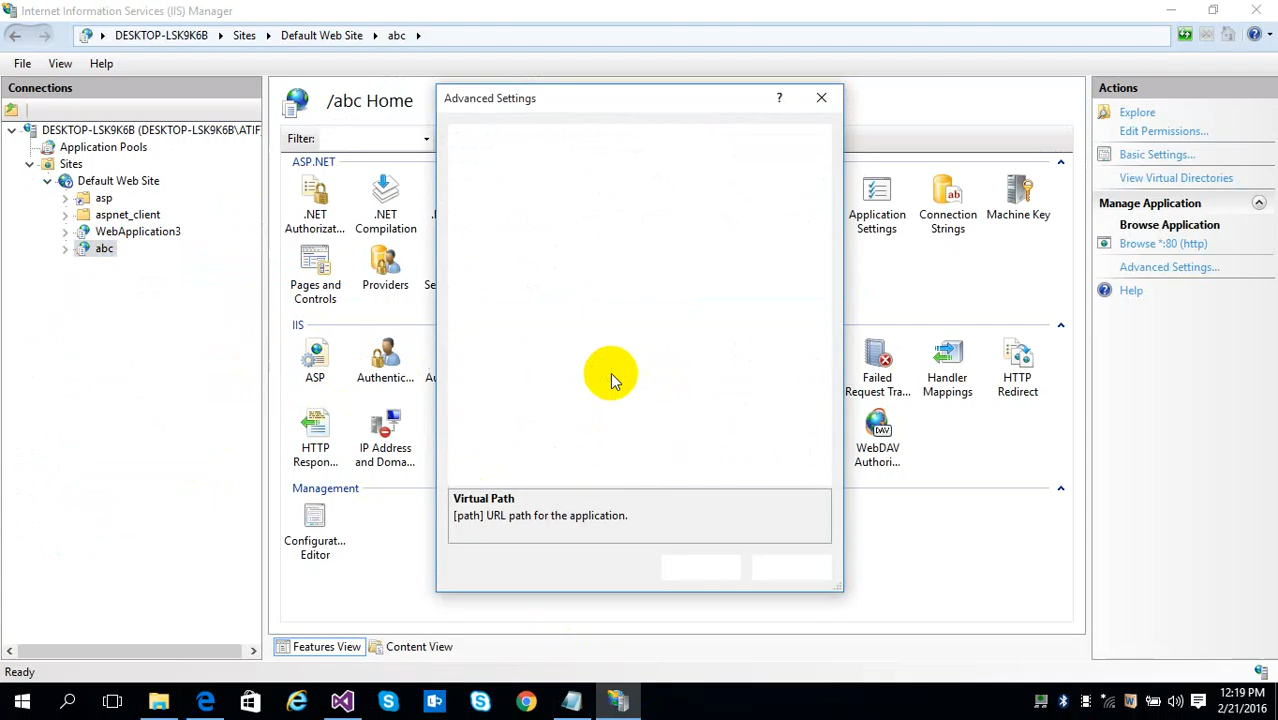 Internet Information Services (IIS) Manager
DESKTOP-LSK9K6B
Sites
Default Web Site
abc
File
View
Help
Connections
DESKTOP-LSK9K6B (DESKTOP-LSK9K6B\ATIF
Application Pools
Sites
Default Web Site
asp
aspnet_client
WebApplication3
abc
/abc Home
Filter:
ASP.NET
.NET
Authorizat...
.NET
Compilation
Application
Settings
Connection
Strings
Machine Key
Pages and
Controls
Providers
Se
IIS
ASP
Authentic...
Au
Failed
Request Tra...
Handler
Mappings
HTTP
Redirect
HTTP
Respon...
IP Address
and Doma...
WebDAV
Authori...
Management
Configurat...
Editor
Advanced Settings
?
Virtual Path
[path] URL path for the application.
Features View
Content View
Actions
Explore
Edit Permissions...
Basic Settings...
View Virtual Directories
Manage Application
Browse Application
Browse *:80 (http)
Advanced Settings...
Help
Ready
12:19 PM
2/21/2016